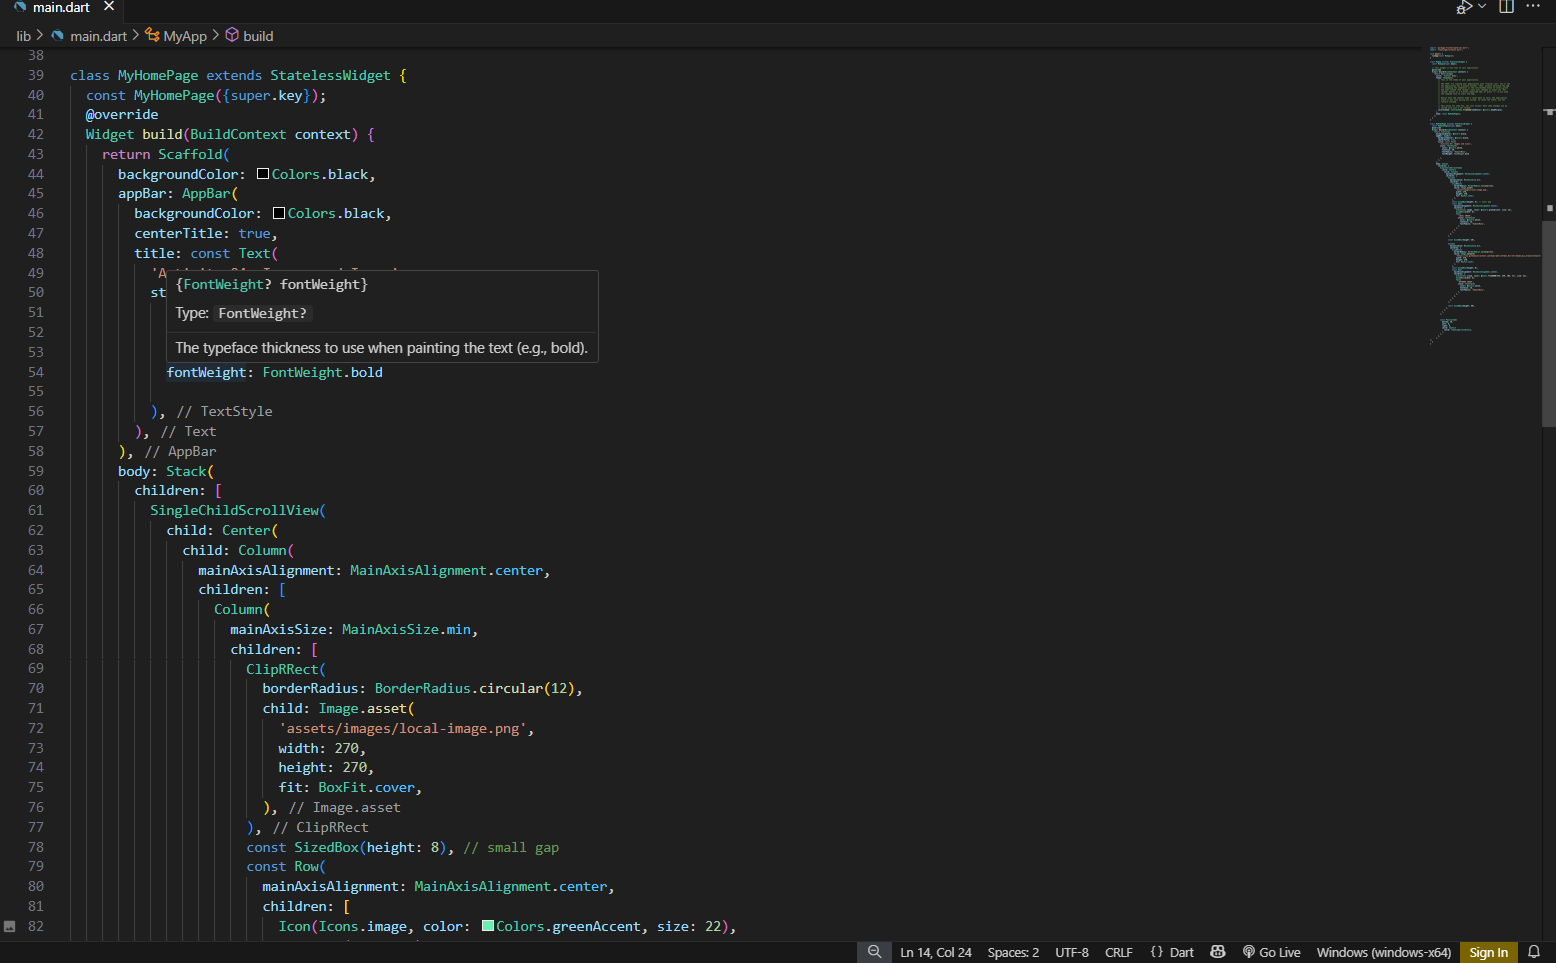 main.dart
lib > main.dart > MyApp > build
38
39 class MyHomePage extends StatelessWidget {
40 const MyHomePage({super.key});
41 @override
42 Widget build(BuildContext context) {
43 return Scaffold(
44 backgroundColor: Colors.black,
45 appBar: AppBar(
46 backgroundColor: Colors.black,
47 centerTitle: true,
48 title: const Text(
49
50 st
{FontWeight? fontWeight}
51
Type: FontWeight?
52
53
The typeface thickness to use when painting the text (e.g., bold).
54 fontWeight: FontWeight.bold
55
56 ), // TextStyle
57 ), // Text
58 ), // AppBar
59 body: Stack(
60 children: [
61 SingleChildScrollView(
62 child: Center(
63 child: Column(
64 mainAxisAlignment: MainAxisAlignment.center,
65 children: [
66 Column(
67 mainAxisSize: MainAxisSize.min,
68 children: [
69 ClipRRect(
70 borderRadius: BorderRadius.circular(12),
71 child: Image.asset(
72 'assets/images/local-image.png',
73 width: 270,
74 height: 270,
75 fit: BoxFit.cover,
76 ), // Image.asset
77 ), // ClipRRect
78 const SizedBox(height: 8), // small gap
79 const Row(
80 mainAxisAlignment: MainAxisAlignment.center,
81 children: [
82 Icon(Icons.image, color: Colors.greenAccent, size: 22),
Ln 14, Col 24 Spaces: 2 UTF-8 CRLF {} Dart Go Live Windows (windows-x64) Sign In